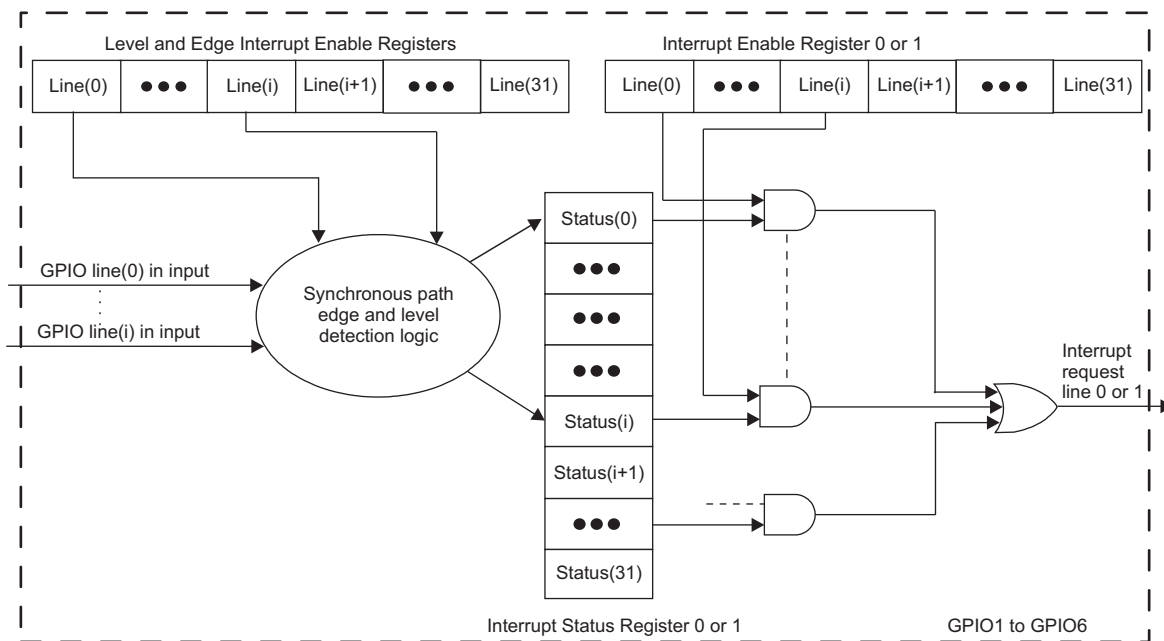 Level and Edge Interrupt Enable Registers
Interrupt Enable Register 0 or 1
Line(0) ●●● Line(i) Line(i+1) ●●● Line(31)
Line(0) ●●● Line(i) Line(i+1) ●●● Line(31)
GPIO line(0) in input
GPIO line(i) in input
Synchronous path
edge and level
detection logic
Status(0)
●●●
●●●
●●●
Status(i)
Status(i+1)
●●●
Status(31)
Interrupt
request
line 0 or 1
Interrupt Status Register 0 or 1
GPIO1 to GPIO6